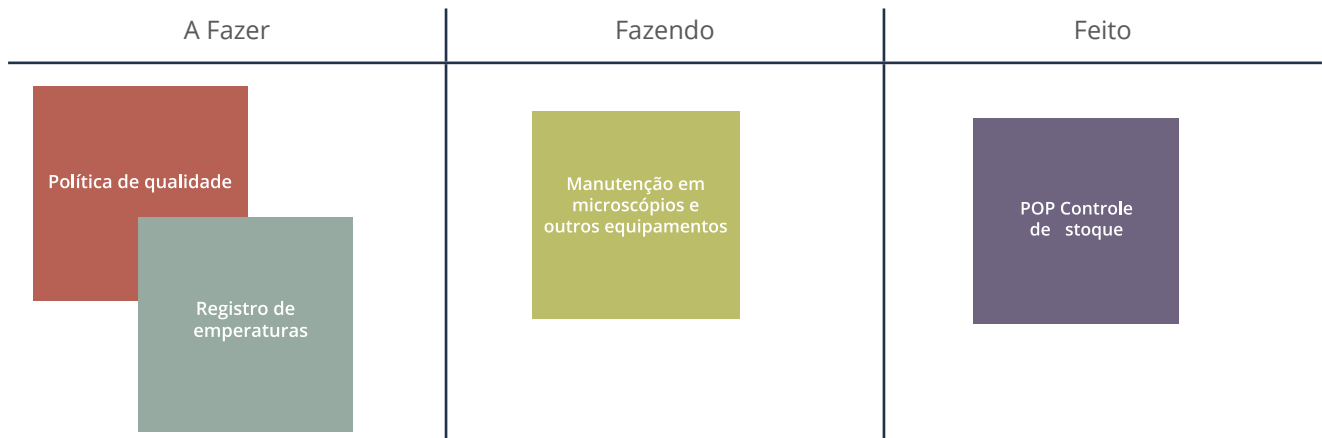 A Fazer
Fazendo
Feito
Política de qualidade
Registro de
emperaturas
Manutenção em
microscópios e
outros equipamentos
POP Controle
de stoque